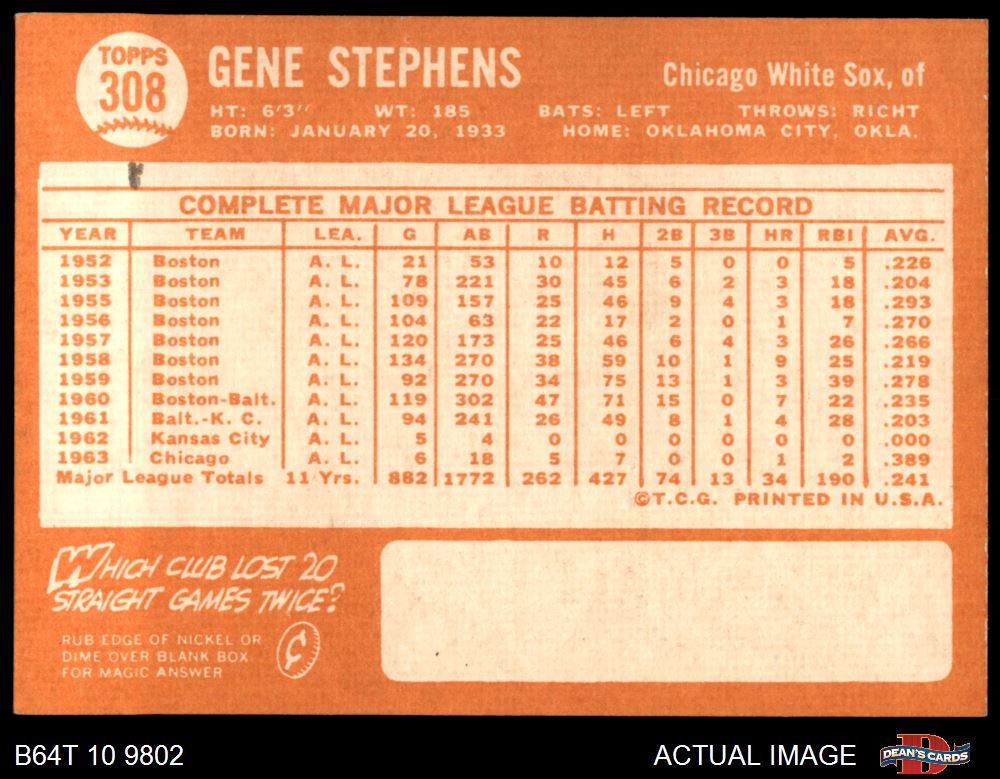 TOPPS
308
GENE STEPHENS
Chicago White Sox, of
HT: 6'3'' WT: 185 BATS: LEFT THROWS: RICHT
BORN: JANUARY 20, 1933 HOME: OKLAHOMA CITY, OKLA.
COMPLETE MAJOR LEAGUE BATTING RECORD
YEAR TEAM LEA. G AB R H 2B 3B HR RBI AVG.
1952 Boston A. L. 21 53 10 12 5 0 0 5 .226
1953 Boston A. L. 78 221 30 45 6 2 3 18 .204
1955 Boston A. L. 109 157 25 46 9 4 3 18 .293
1956 Boston A. L. 104 63 22 17 2 0 1 7 .270
1957 Boston A. L. 120 173 25 46 6 4 3 26 .266
1958 Boston A. L. 134 270 38 59 10 1 9 25 .219
1959 Boston A. L. 92 270 34 75 13 1 3 39 .278
1960 Boston-Balt. A. L. 119 302 47 71 15 0 7 22 .235
1961 Balt.-K. C. A. L. 94 241 26 49 8 1 4 28 .203
1962 Kansas City A. L. 5 4 0 0 0 0 0 0 .000
1963 Chicago A. L. 6 18 5 7 0 0 1 2 .389
Major League Totals 11 Yrs. 882 1772 262 427 74 13 34 190 .241
©T.C.G. PRINTED IN U.S.A.
WHICH CLUB LOST 20
STRAIGHT GAMES TWICE?
RUB EDGE OF NICKEL OR
DIME OVER BLANK BOX
FOR MAGIC ANSWER
¢
B64T 10 9802
ACTUAL IMAGE
D
DEAN'S CARDS